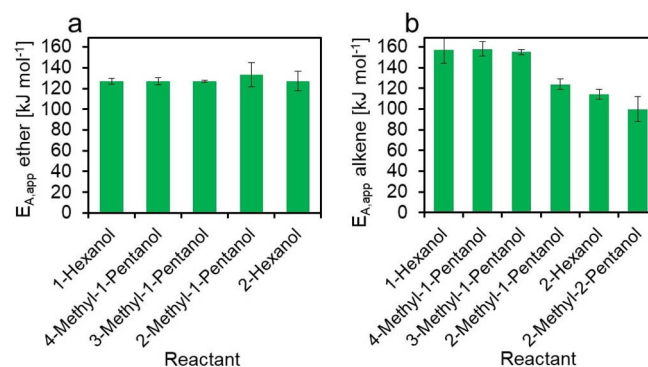 a
E_A,app ether [kJ mol⁻¹]
160
140
120
100
80
60
40
20
0
1-Hexanol
4-Methyl-1-Pentanol
3-Methyl-1-Pentanol
2-Methyl-1-Pentanol
2-Hexanol
Reactant
b
E_A,app alkene [kJ mol⁻¹]
160
140
120
100
80
60
40
20
0
1-Hexanol
4-Methyl-1-Pentanol
3-Methyl-1-Pentanol
2-Methyl-1-Pentanol
2-Hexanol
2-Methyl-2-Pentanol
Reactant